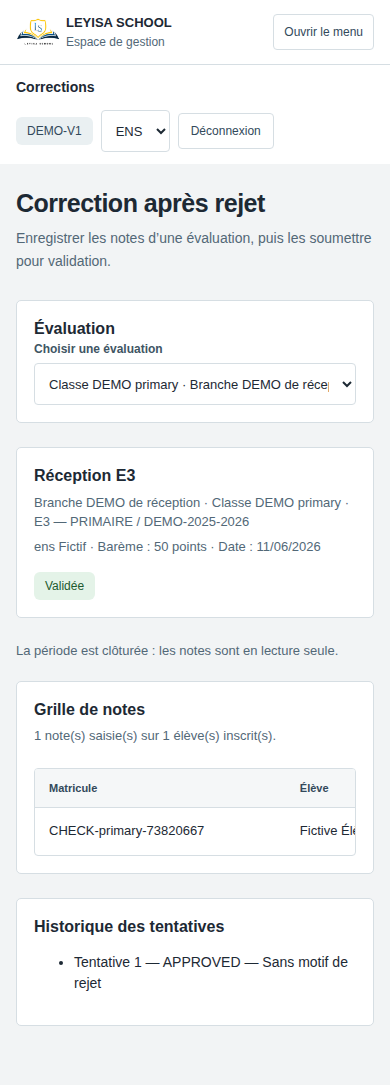 LEYISA SCHOOL
Espace de gestion
Ouvrir le menu
Corrections
DEMO-V1
ENS
Déconnexion
Correction après rejet
Enregistrer les notes d’une évaluation, puis les soumettre
pour validation.
Évaluation
Choisir une évaluation
Classe DEMO primary · Branche DEMO de récep
Réception E3
Branche DEMO de réception · Classe DEMO primary ·
E3 — PRIMAIRE / DEMO-2025-2026
ens Fictif · Barème : 50 points · Date : 11/06/2026
Validée
La période est clôturée : les notes sont en lecture seule.
Grille de notes
1 note(s) saisie(s) sur 1 élève(s) inscrit(s).
Matricule Élève
CHECK-primary-73820667 Fictive Élè
Historique des tentatives
• Tentative 1 — APPROVED — Sans motif de
rejet